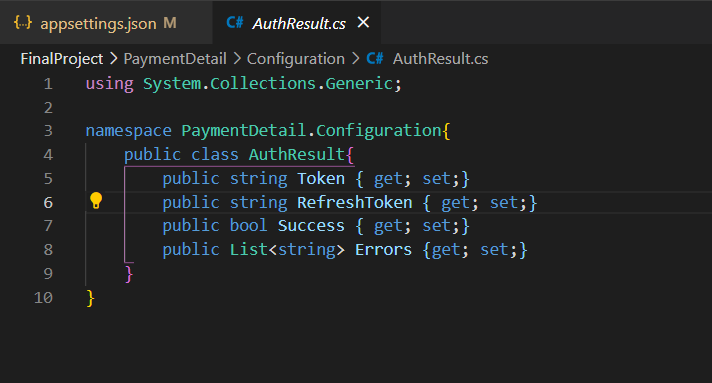 {..} appsettings.json M C# AuthResult.cs ×
FinalProject > PaymentDetail > Configuration > C# AuthResult.cs
1 using System.Collections.Generic;
2
3 namespace PaymentDetail.Configuration{
4 public class AuthResult{
5 public string Token { get; set;}
6 public string RefreshToken { get; set;}
7 public bool Success { get; set;}
8 public List<string> Errors {get; set;}
9 }
10 }